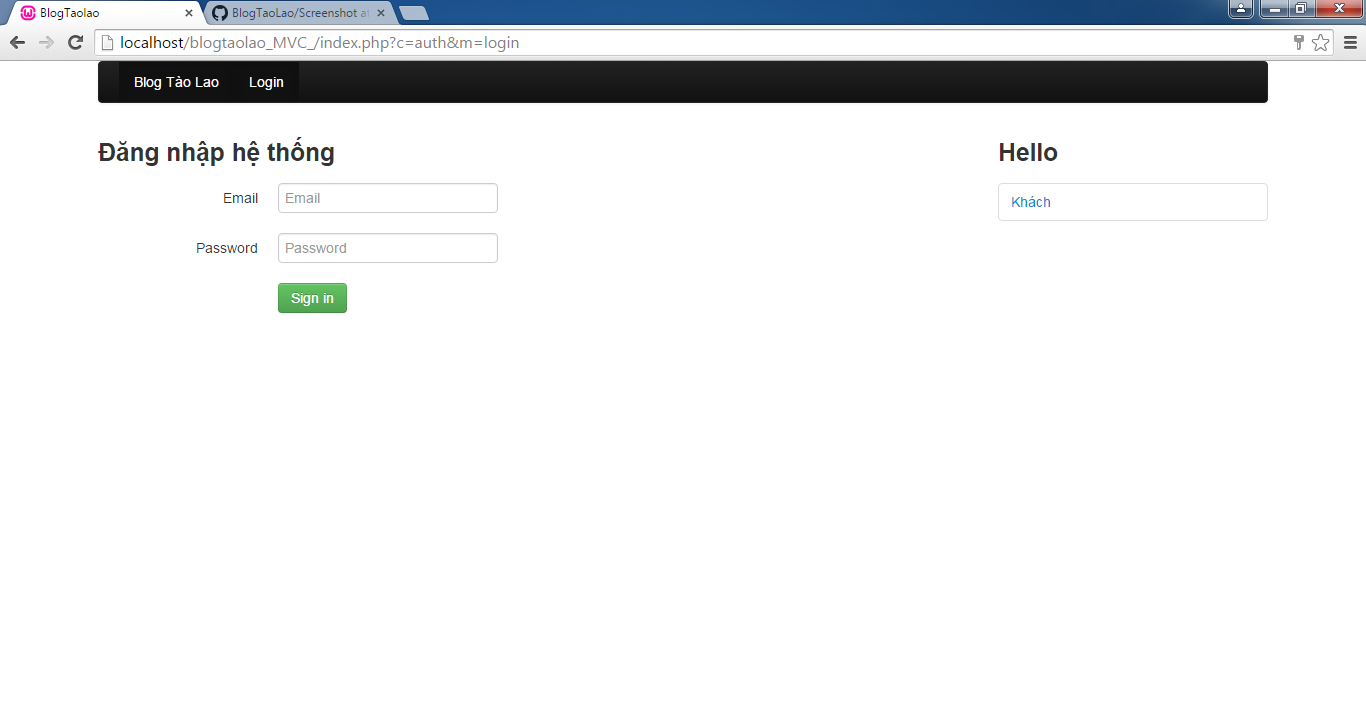 BlogTaolao
BlogTaoLao/Screenshot at
localhost/blogtaolao_MVC_/index.php?c=auth&m=login
Blog Tào Lao Login
Đăng nhập hệ thống
Email
Email
Password
Password
Sign in
Hello
Khách